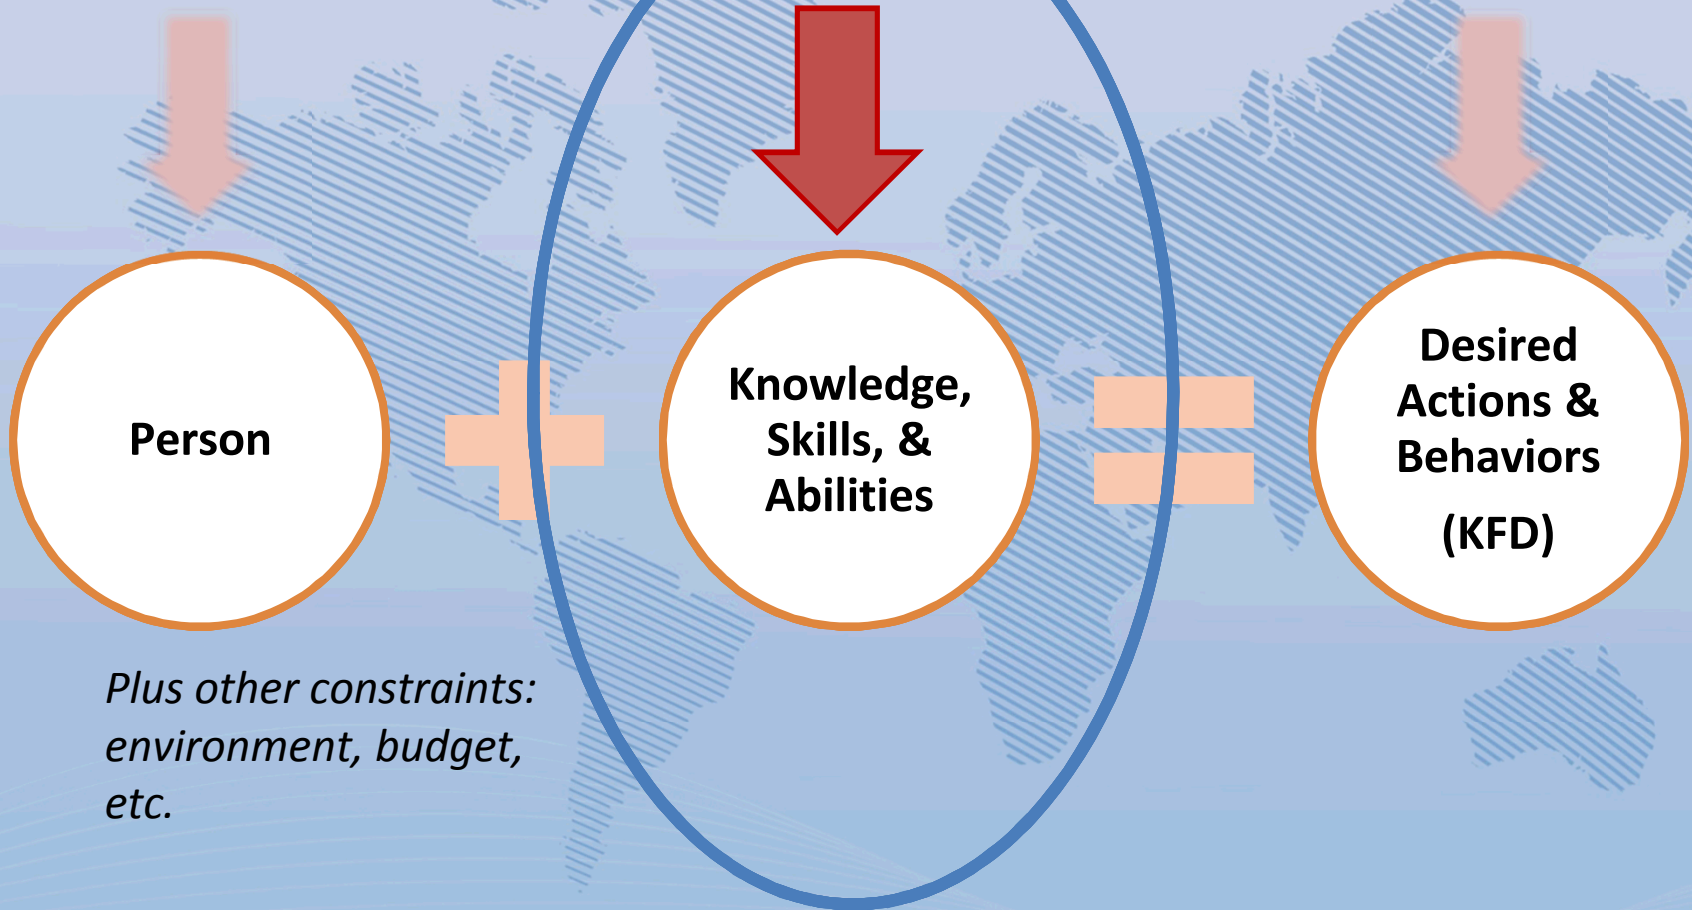 Person
Knowledge,
Skills, &
Abilities
Desired
Actions &
Behaviors
(KFD)
Plus other constraints:
environment, budget,
etc.